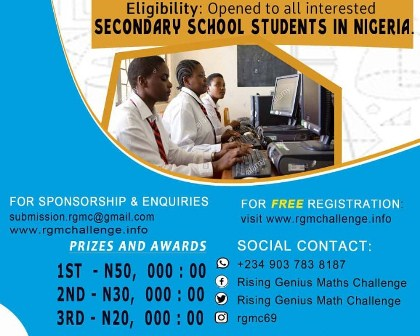 Eligibility: Opened to all interested
SECONDARY SCHOOL STUDENTS IN NIGERIA.
FOR SPONSORSHIP & ENQUIRIES
submission.rgmc@gmail.com
www.rgmchallenge.info
FOR FREE REGISTRATION
visit www.rgmchallenge.info
PRIZES AND AWARDS
1ST - N50, 000 : 00
2ND - N30, 000 : 00
3RD - N20, 000 : 00
SOCIAL CONTACT:
+234 903 783 8187
Rising Genius Maths Challenge
Rising Genius Math Challenge
rgmc69